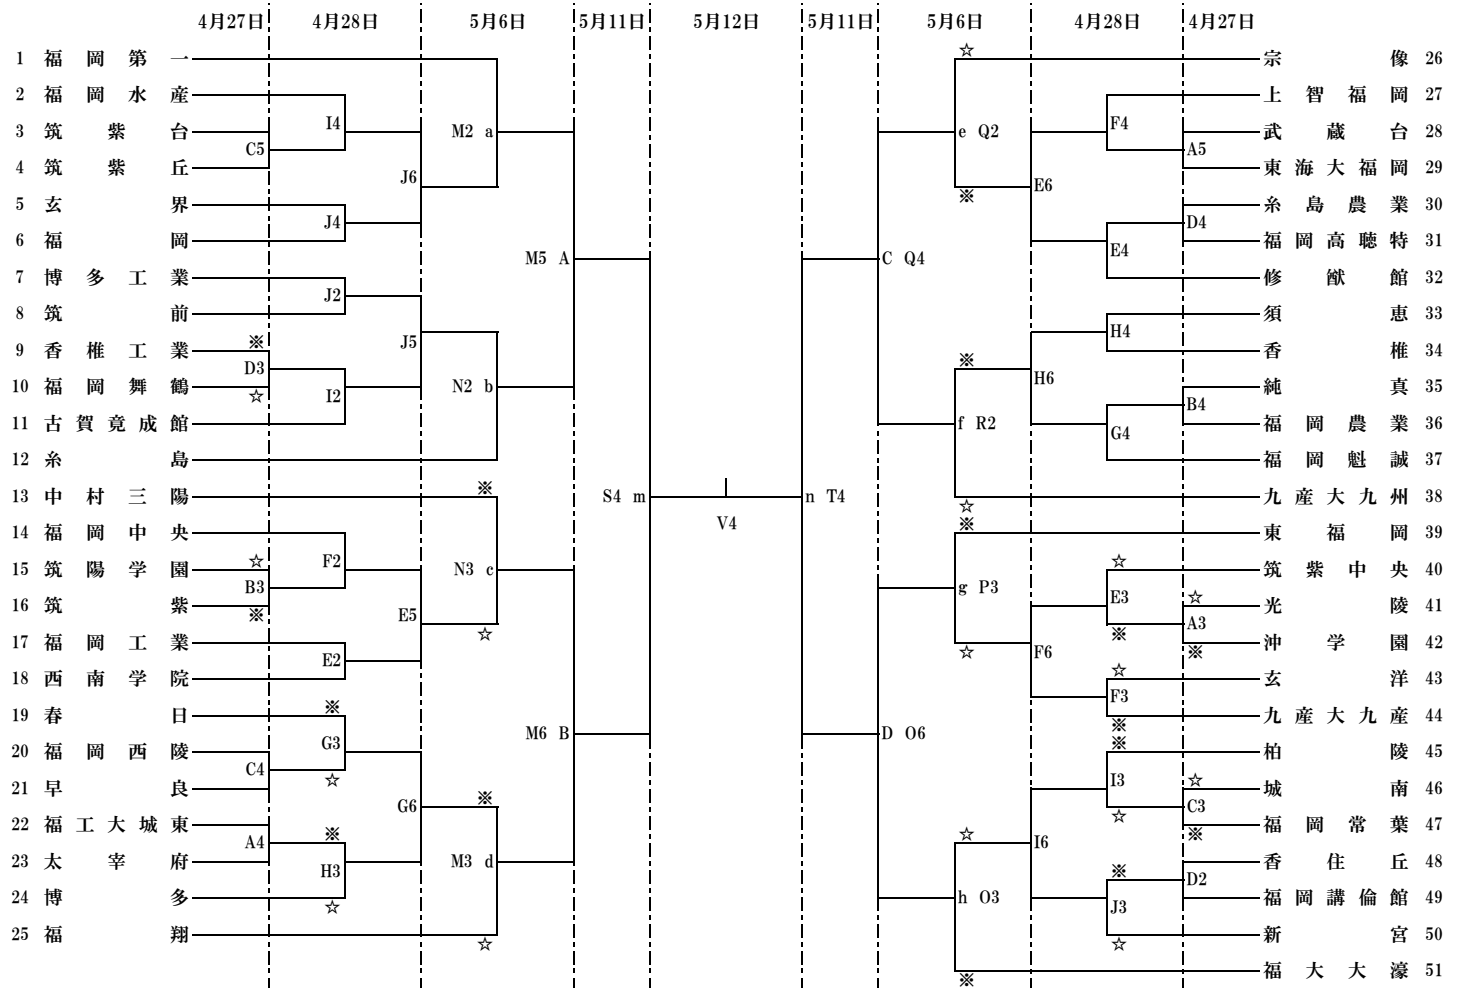 4月27日 4月28日 5月6日 5月11日 5月12日 5月11日 5月6日 4月28日 4月27日
1 福岡第一
2 福岡水産
3 筑紫台
4 筑紫丘
5 玄界
6 福岡
7 博多工業
8 筑前
9 香椎工業
10 福岡舞鶴
11 古賀竟成館
12 糸島
13 中村三陽
14 福岡中央
15 筑陽学園
16 筑紫
17 福岡工業
18 西南学院
19 春日
20 福岡西陵
21 早良
22 福工大城東
23 太宰府
24 博多
25 福翔
C5
D3 ※ ☆
B3 ☆ ※
C4
A4
I4
J4
J2
I2
F2
E2
G3 ※ ☆
H3 ※ ☆
J6
J5
E5
G6
M2 a
N2 b
N3 c ※ ☆
M3 d ※ ☆
M5 A
M6 B
S4 m
V4
n T4
C Q4
D O6
e Q2 ☆ ※
f R2 ※ ☆
g P3 ※ ☆
h O3 ☆ ※
E6
H6
F6
I6
F4
E4
H4
G4
E3 ☆ ※
F3 ☆ ※
I3 ※ ☆
J3 ※ ☆
A5
D4
B4
A3 ☆ ※
C3 ☆ ※
D2
宗像 26
上智福岡 27
武蔵台 28
東海大福岡 29
糸島農業 30
福岡高聴特 31
修猷館 32
須恵 33
香椎 34
純真 35
福岡農業 36
福岡魁誠 37
九産大九州 38
東福岡 39
筑紫中央 40
光陵 41
沖学園 42
玄洋 43
九産大九産 44
柏陵 45
城南 46
福岡常葉 47
香住丘 48
福岡講倫館 49
新宮 50
福大大濠 51